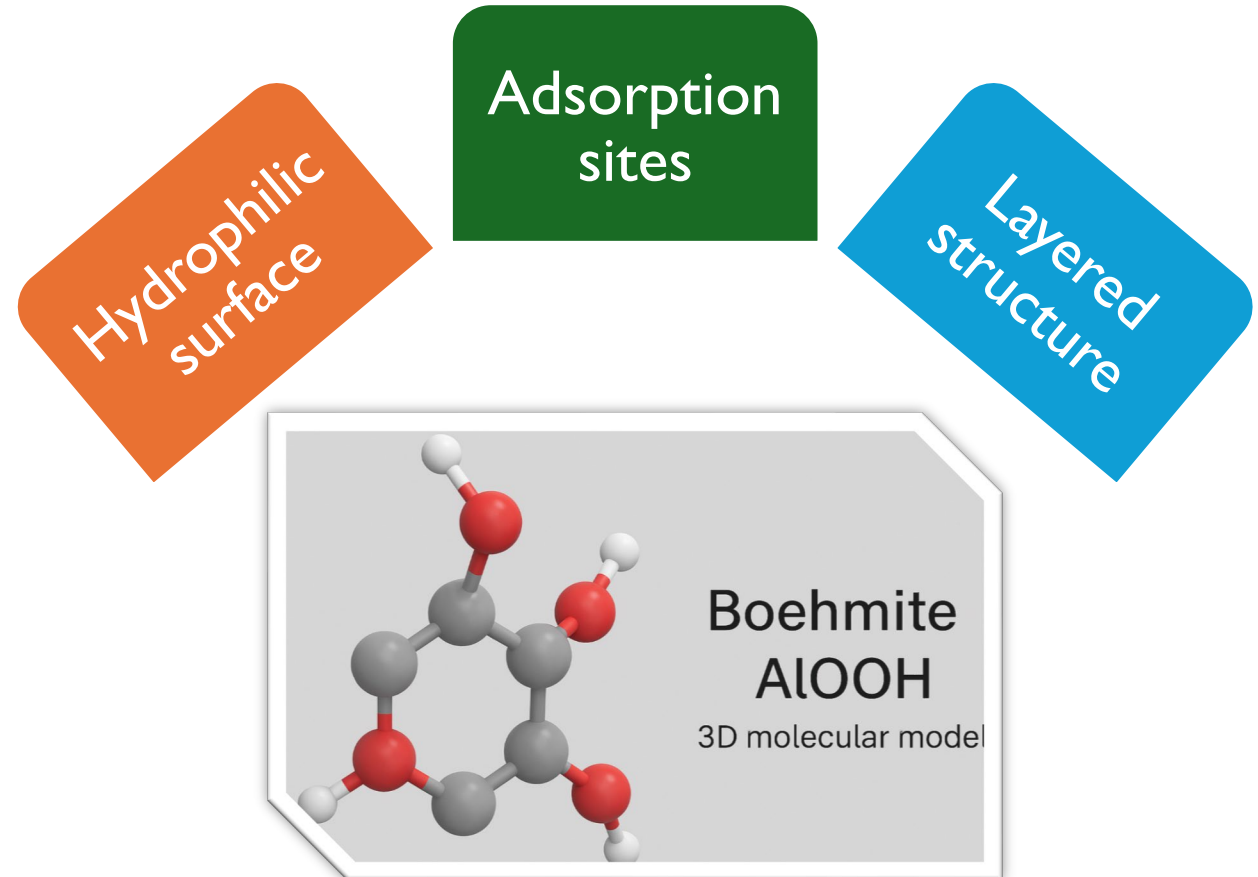 Hydrophilic
surface
Adsorption
sites
Layered
structure
Boehmite
AlOOH
3D molecular model